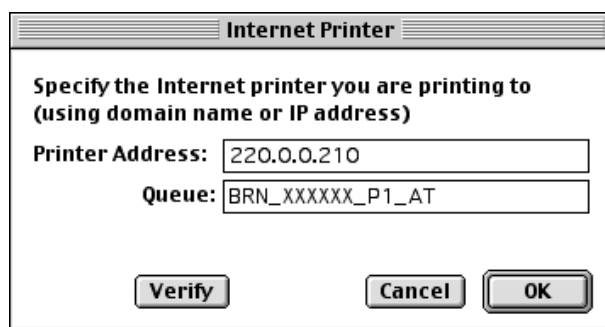 Internet Printer
Specify the Internet printer you are printing to
(using domain name or IP address)
Printer Address: 220.0.0.210
Queue: BRN_XXXXXX_P1_AT
Verify Cancel OK